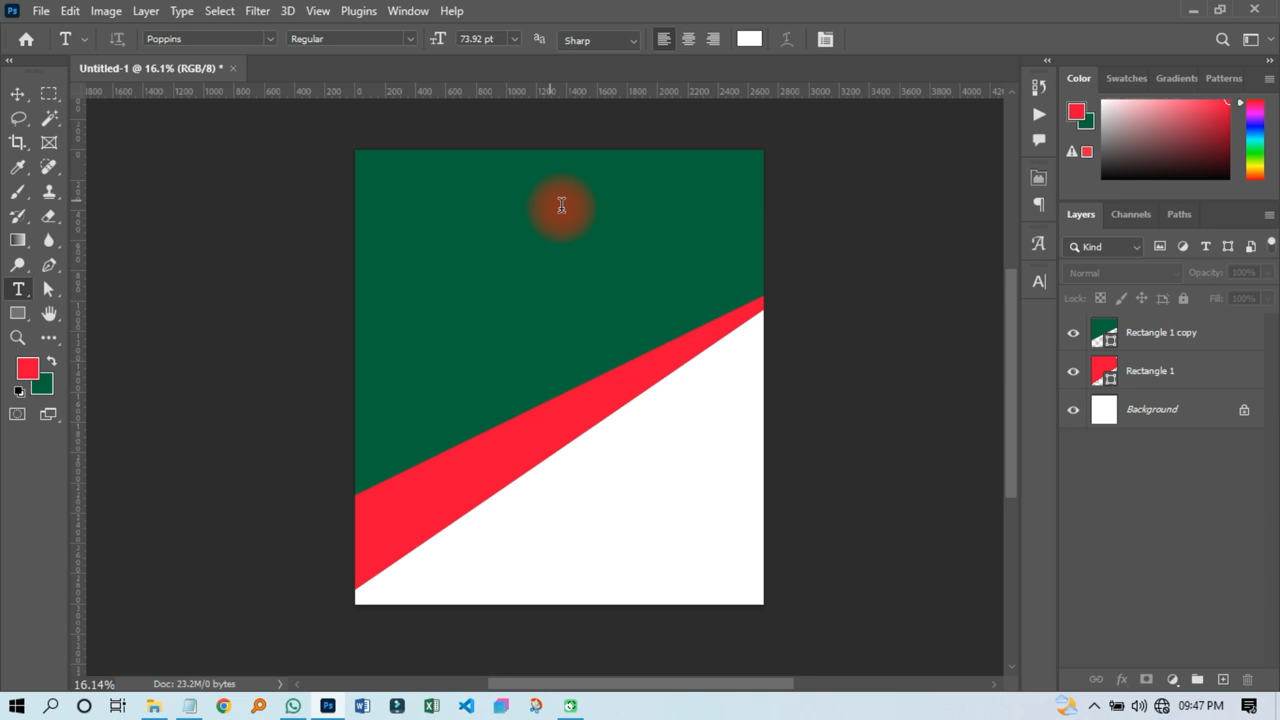 Ps File Edit Image Layer Type Select Filter 3D View Plugins Window Help
Poppins Regular 73.92 pt Sharp
Untitled-1 @ 16.1% (RGB/8) *
Color Swatches Gradients Patterns
Layers Channels Paths
Kind
Normal Opacity: 100%
Lock: Fill: 100%
Rectangle 1 copy
Rectangle 1
Background
16.14% Doc: 23.2M/0 bytes
09:47 PM